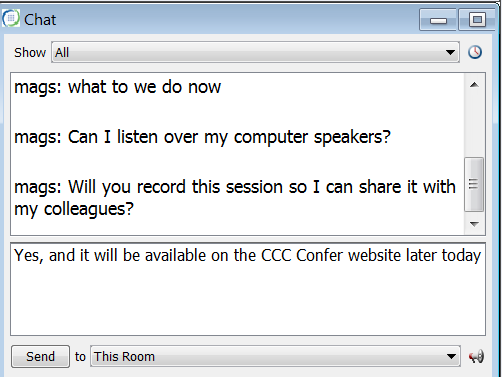 Chat
Show All
mags: what to we do now
mags: Can I listen over my computer speakers?
mags: Will you record this session so I can share it with
my colleagues?
Yes, and it will be available on the CCC Confer website later today
Send to This Room